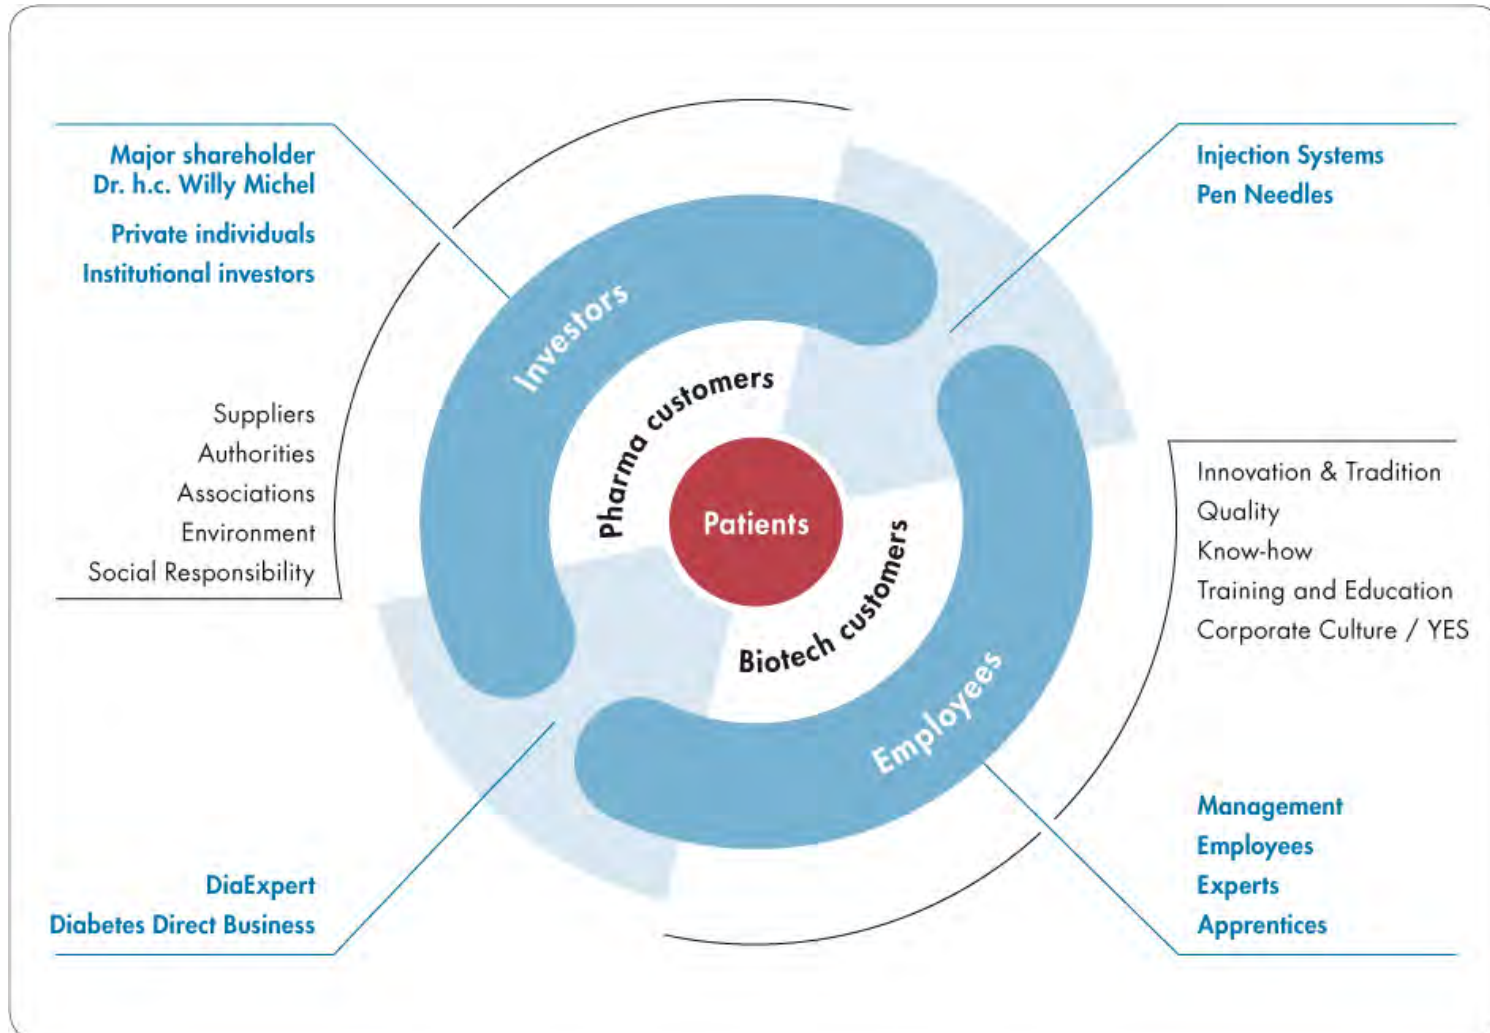 Major shareholder
Dr. h.c. Willy Michel
Private individuals
Institutional investors
Injection Systems
Pen Needles
Investors
Pharma customers
Suppliers
Authorities
Associations
Environment
Social Responsibility
Patients
Innovation & Tradition
Quality
Know-how
Training and Education
Corporate Culture / YES
Biotech customers
Employees
DiaExpert
Diabetes Direct Business
Management
Employees
Experts
Apprentices